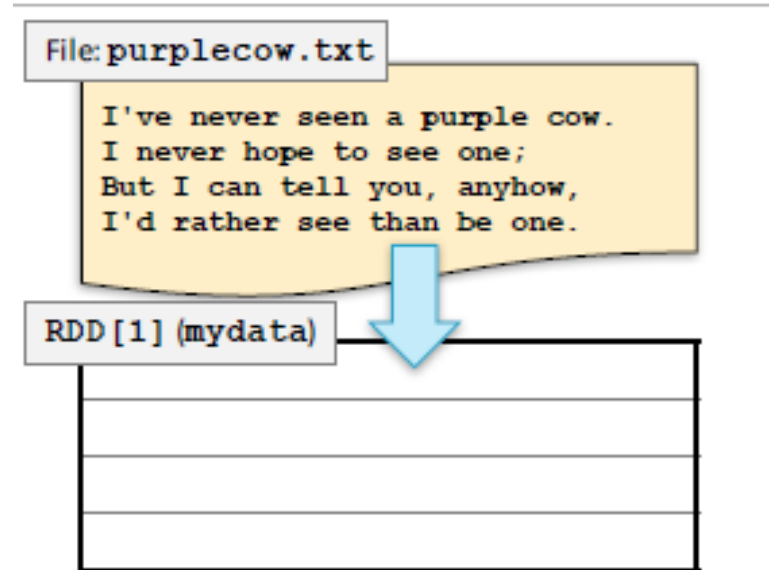 File: purplecow.txt
I've never seen a purple cow.
I never hope to see one;
But I can tell you, anyhow,
I'd rather see than be one.
RDD[1] (mydata)